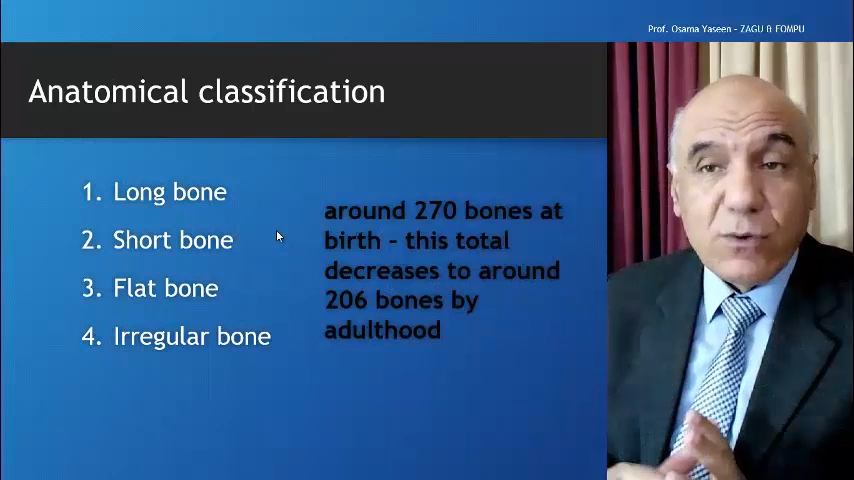 Prof. Osama Yaseen - ZAGU & FOMPU
Anatomical classification
1. Long bone
2. Short bone
3. Flat bone
4. Irregular bone
around 270 bones at
birth - this total
decreases to around
206 bones by
adulthood